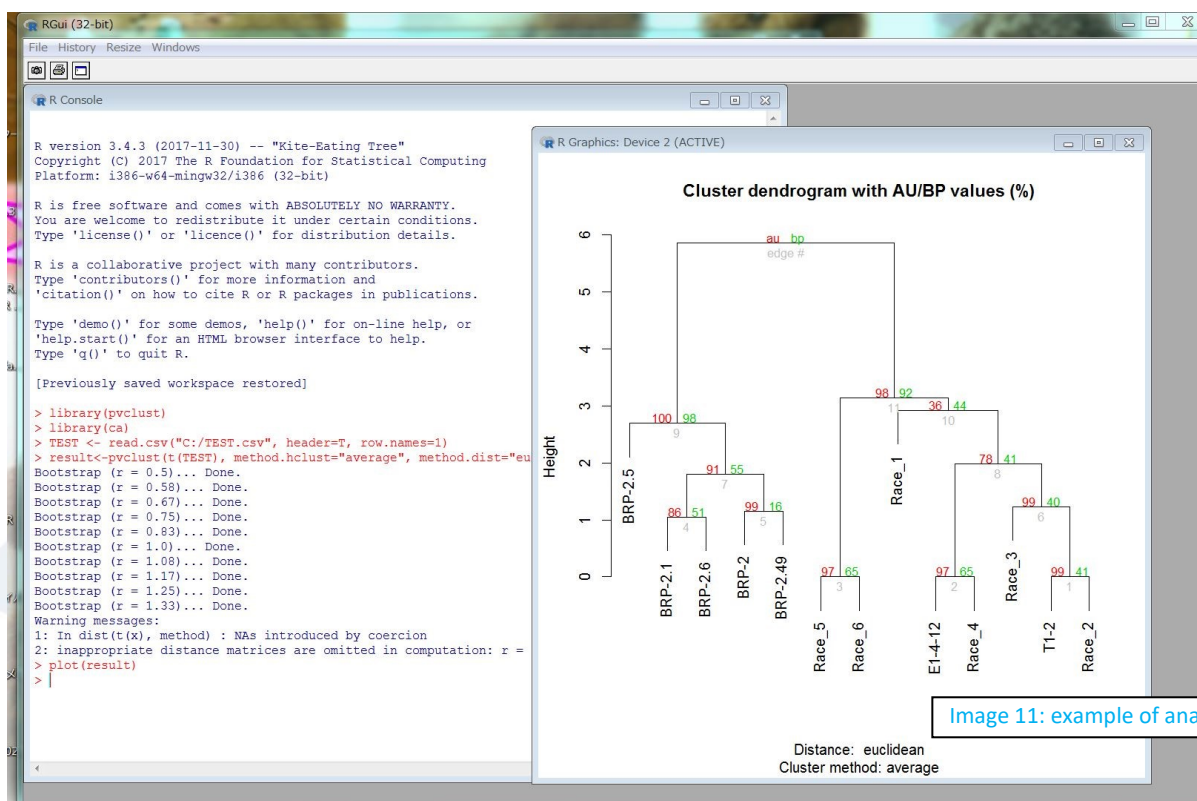 RGui (32-bit)
File History Resize Windows
R Console
R version 3.4.3 (2017-11-30) -- "Kite-Eating Tree"
Copyright (C) 2017 The R Foundation for Statistical Computing
Platform: i386-w64-mingw32/i386 (32-bit)
R is free software and comes with ABSOLUTELY NO WARRANTY.
You are welcome to redistribute it under certain conditions.
Type 'license()' or 'licence()' for distribution details.
R is a collaborative project with many contributors.
Type 'contributors()' for more information and
'citation()' on how to cite R or R packages in publications.
Type 'demo()' for some demos, 'help()' for on-line help, or
'help.start()' for an HTML browser interface to help.
Type 'q()' to quit R.
[Previously saved workspace restored]
> library(pvclust)
> library(ca)
> TEST <- read.csv("C:/TEST.csv", header=T, row.names=1)
> result<-pvclust(t(TEST), method.hclust="average", method.dist="eu
Bootstrap (r = 0.5)... Done.
Bootstrap (r = 0.58)... Done.
Bootstrap (r = 0.67)... Done.
Bootstrap (r = 0.75)... Done.
Bootstrap (r = 0.83)... Done.
Bootstrap (r = 1.0)... Done.
Bootstrap (r = 1.08)... Done.
Bootstrap (r = 1.17)... Done.
Bootstrap (r = 1.25)... Done.
Bootstrap (r = 1.33)... Done.
Warning messages:
1: In dist(t(x), method) : NAs introduced by coercion
2: inappropriate distance matrices are omitted in computation: r =
> plot(result)
>
R Graphics: Device 2 (ACTIVE)
Cluster dendrogram with AU/BP values (%)
Height
6
5
4
3
2
1
0
au bp
edge #
98 92
11
36 44
10
100 98
9
78 41
8
91 55
7
99 40
6
86 51
4
99 16
5
97 65
3
97 65
2
99 41
1
BRP-2.5
BRP-2.1
BRP-2.6
BRP-2
BRP-2.49
Race_5
Race_6
Race_1
E1-4-12
Race_4
Race_3
T1-2
Race_2
Distance: euclidean
Cluster method: average
Image 11: example of ana